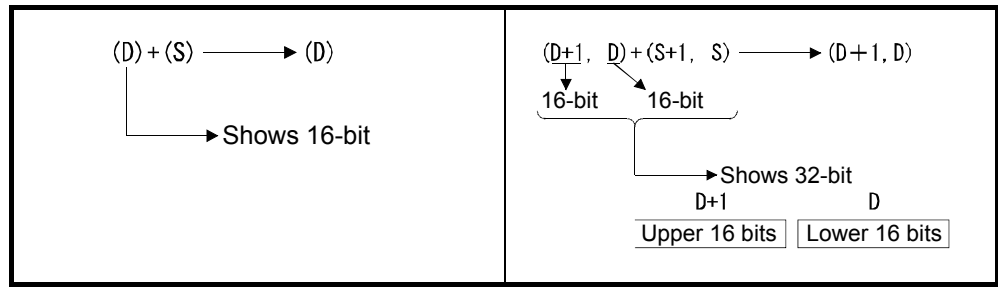 (D)+(S) (D)
Shows 16-bit
(D+1, D)+(S+1, S) (D+1,D)
16-bit 16-bit
Shows 32-bit
D+1 D
Upper 16 bits Lower 16 bits